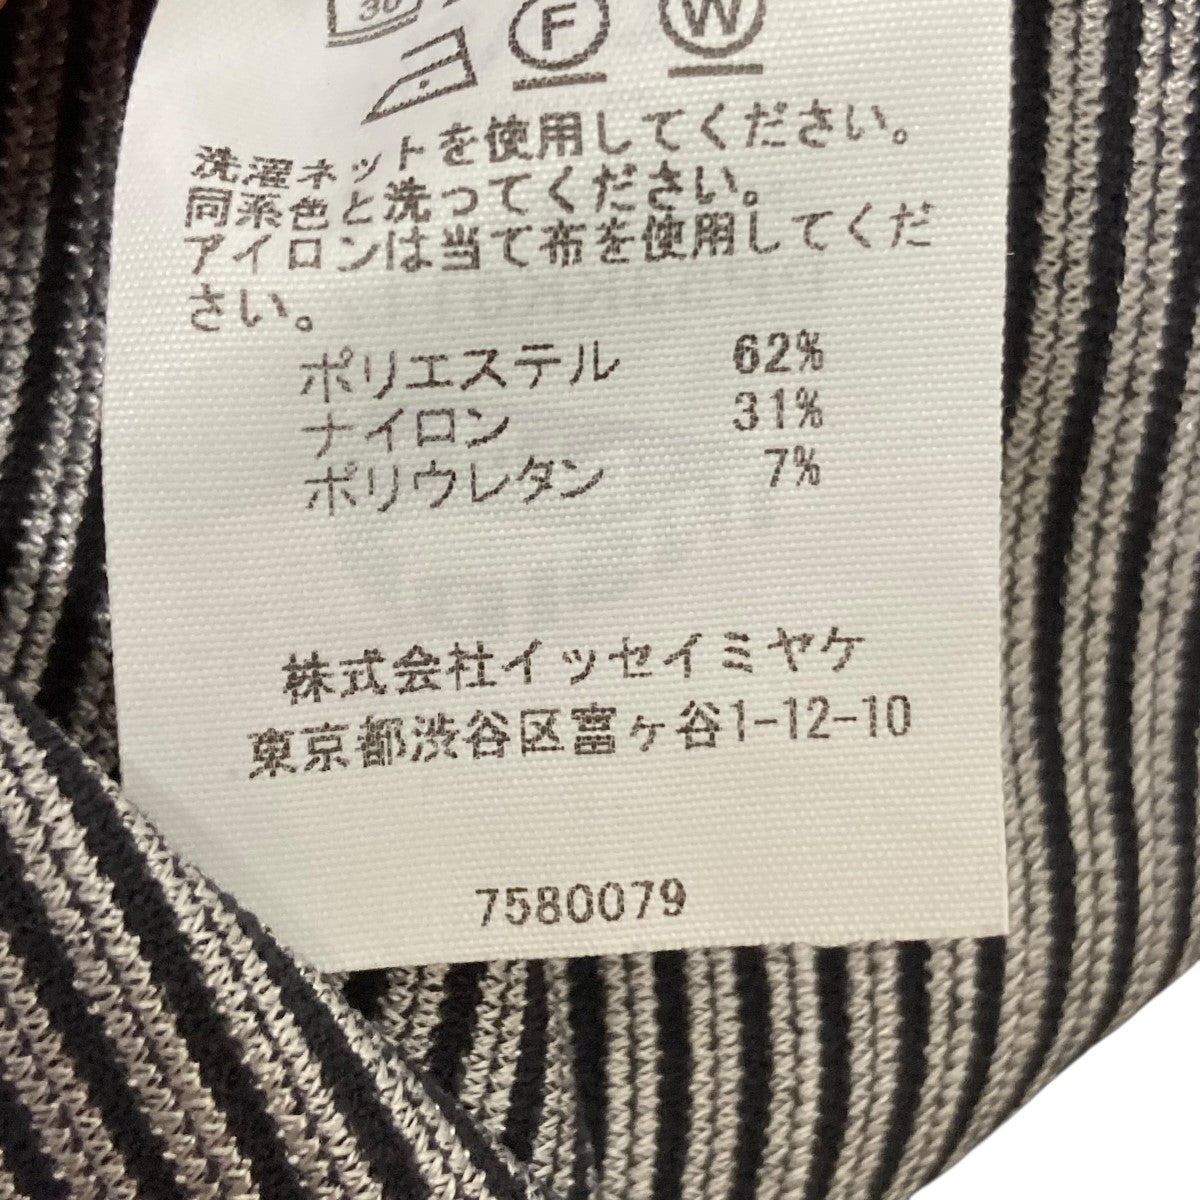 30
F
W
洗濯ネットを使用してください。
同系色と洗ってください。
アイロンは当て布を使用してくだ
さい。
ポリエステル 62%
ナイロン 31%
ポリウレタン 7%
株式会社イッセイミヤケ
東京都渋谷区富ヶ谷1-12-10
7580079